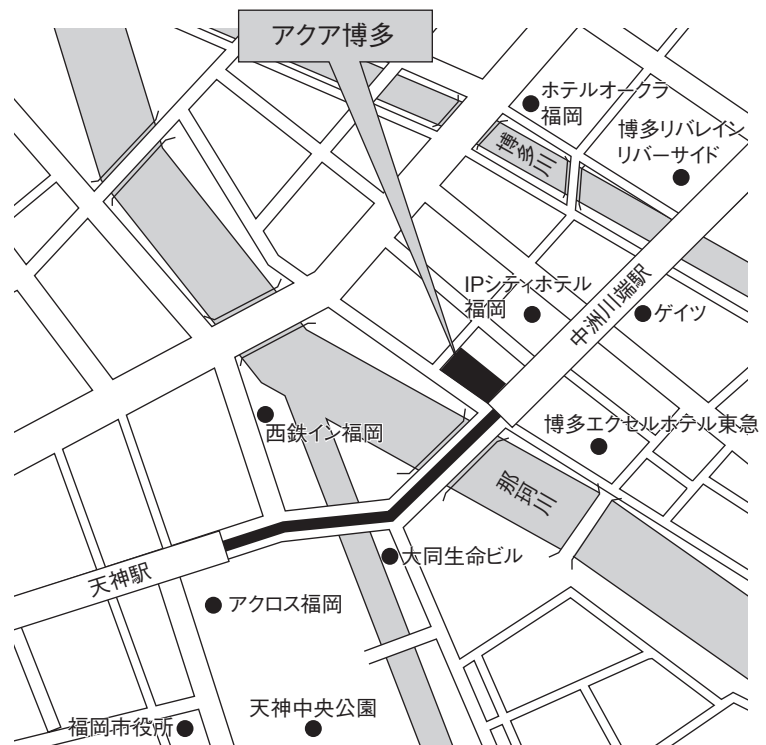 アクア博多
ホテルオークラ
福岡
博多リバレイン
リバーサイド
博多川
IPシティホテル
福岡
中洲川端駅
ゲイツ
西鉄イン福岡
博多エクセルホテル東急
那珂川
大同生命ビル
天神駅
アクロス福岡
天神中央公園
福岡市役所